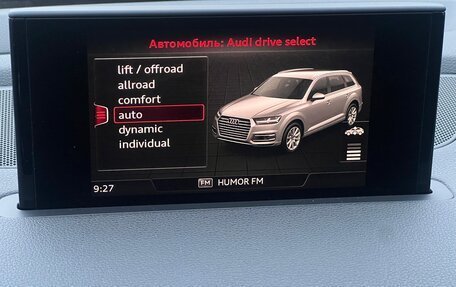 Автомобиль: Audi drive select
lift / offroad
allroad
comfort
auto
dynamic
individual
9:27
FM HUMOR FM